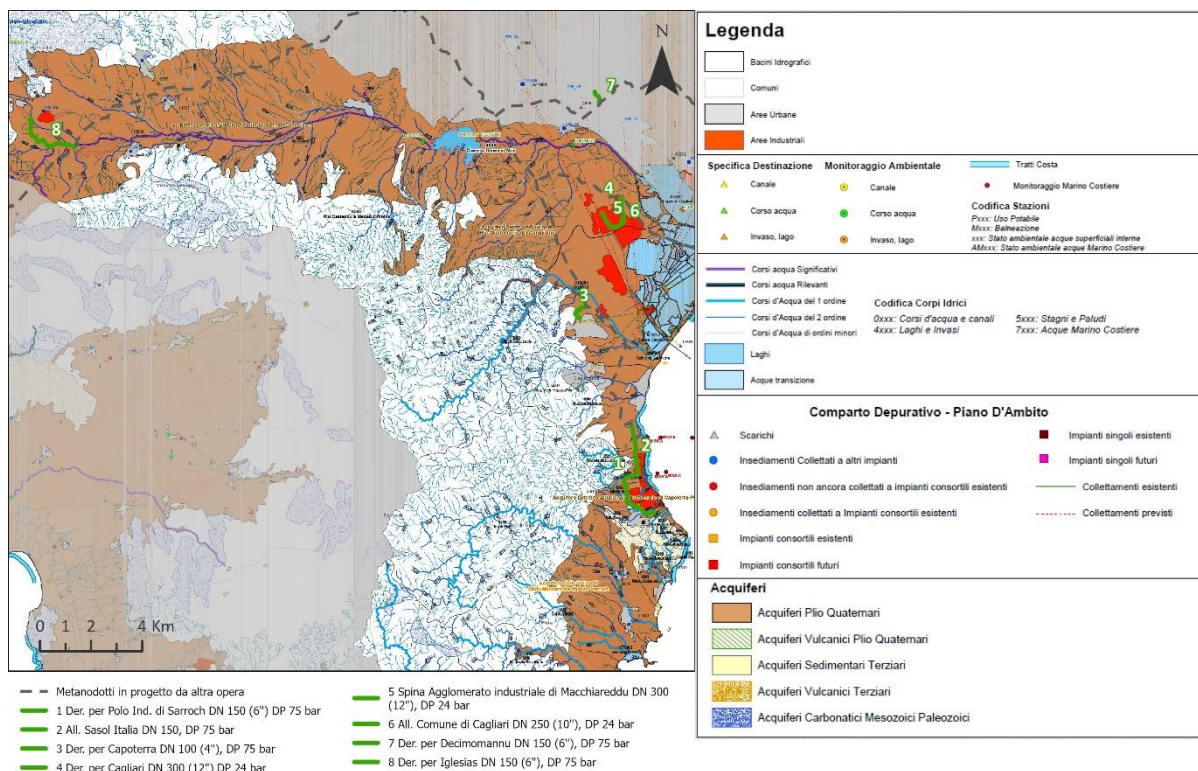 N
7
8
4
5
6
3
1
2
0 1 2 4 Km
Metanodotti in progetto da altra opera
1 Der. per Polo Ind. di Sarroch DN 150 (6") DP 75 bar
2 All. Sasol Italia DN 150, DP 75 bar
3 Der. per Capoterra DN 100 (4"), DP 75 bar
4 Der. per Cagliari DN 300 (12") DP 24 bar
5 Spina Agglomerato industriale di Macchiareddu DN 300
(12"), DP 24 bar
6 All. Comune di Cagliari DN 250 (10"), DP 24 bar
7 Der. per Decimomannu DN 150 (6"), DP 75 bar
8 Der. per Iglesias DN 150 (6"), DP 75 bar
Legenda
Bacini Idrografici
Comuni
Aree Urbane
Aree Industriali
Specifica Destinazione
Canale
Corso acqua
Invaso, lago
Monitoraggio Ambientale
Canale
Corso acqua
Invaso, lago
Tratti Costa
Monitoraggio Marino Costiere
Codifica Stazioni
Pxxx: Uso Potabile
Mxxx: Balneazione
xxx: Stato ambientale acque superficiali interne
AMxxx: Stato ambientale acque Marino Costiere
Corsi acqua Significativi
Corsi acqua Rilevanti
Corsi d'Acqua del 1 ordine
Corsi d'Acqua del 2 ordine
Corsi d'Acqua di ordini minori
Laghi
Acque transizione
Codifica Corpi Idrici
0xxx: Corsi d'acqua e canali
4xxx: Laghi e Invasi
5xxx: Stagni e Paludi
7xxx: Acque Marino Costiere
Comparto Depurativo - Piano D'Ambito
Scarichi
Insediamenti Collettati a altri impianti
Insediamenti non ancora collettati a impianti consortili esistenti
Insediamenti collettati a Impianti consortili esistenti
Impianti consortili esistenti
Impianti consortili futuri
Impianti singoli esistenti
Impianti singoli futuri
Collettamenti esistenti
Collettamenti previsti
Acquiferi
Acquiferi Plio Quaternari
Acquiferi Vulcanici Plio Quaternari
Acquiferi Sedimentari Terziari
Acquiferi Vulcanici Terziari
Acquiferi Carbonatici Mesozoici Paleozoici